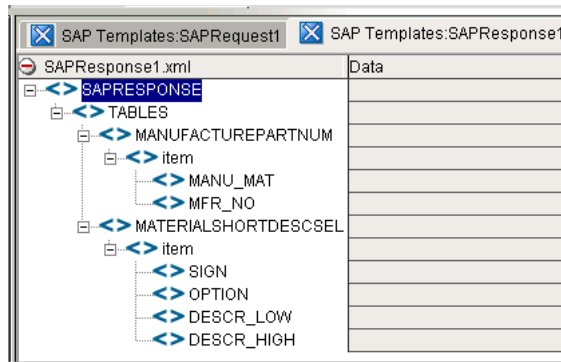 SAP Templates:SAPRequest1 SAP Templates:SAPResponse1
SAPResponse1.xml Data
SAPRESPONSE
TABLES
MANUFACTUREPARTNUM
item
MANU_MAT
MFR_NO
MATERIALSHORTDESCSEL
item
SIGN
OPTION
DESCR_LOW
DESCR_HIGH